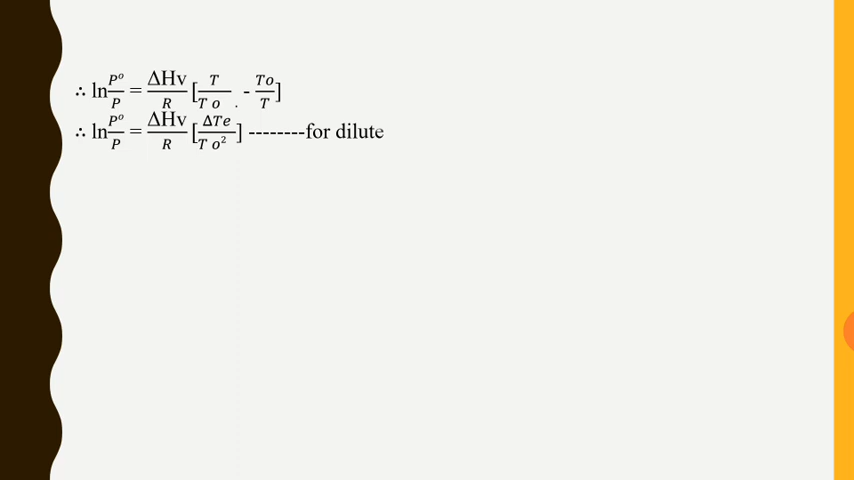 ∴ ln P°/P = ΔHv/R [T/To . - To/T]
∴ ln P°/P = ΔHv/R [ΔTe/To²] --------for dilute